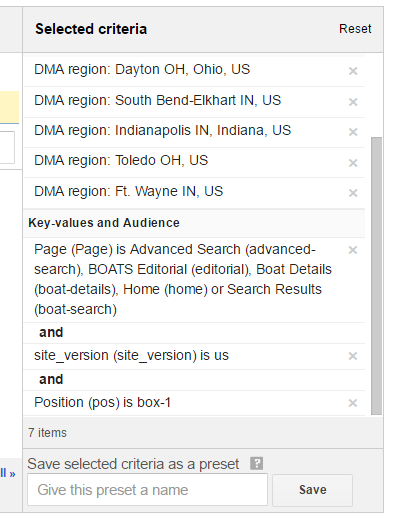 Selected criteria Reset
DMA region: Dayton OH, Ohio, US ×
DMA region: South Bend-Elkhart IN, US ×
DMA region: Indianapolis IN, Indiana, US ×
DMA region: Toledo OH, US ×
DMA region: Ft. Wayne IN, US ×
Key-values and Audience
Page (Page) is Advanced Search (advanced- ×
search), BOATS Editorial (editorial), Boat Details
(boat-details), Home (home) or Search Results
(boat-search)
and
site_version (site_version) is us ×
and
Position (pos) is box-1 ×
7 items
ll »
Save selected criteria as a preset ?
Give this preset a name Save